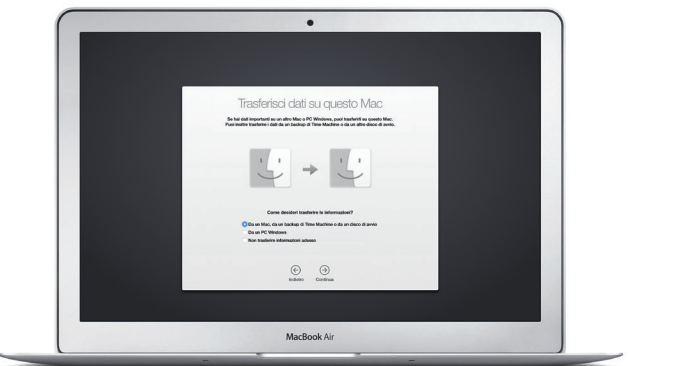 Trasferisci dati su questo Mac
Se hai dati importanti su un altro Mac o PC Windows, puoi trasferirli su questo Mac.
Puoi inoltre trasferire i dati da un backup di Time Machine o da un altro disco di avvio.
Come desideri trasferire le informazioni?
Da un Mac, da un backup di Time Machine o da un disco di avvio
Da un PC Windows
Non trasferire informazioni adesso
Indietro Continua
MacBook Air